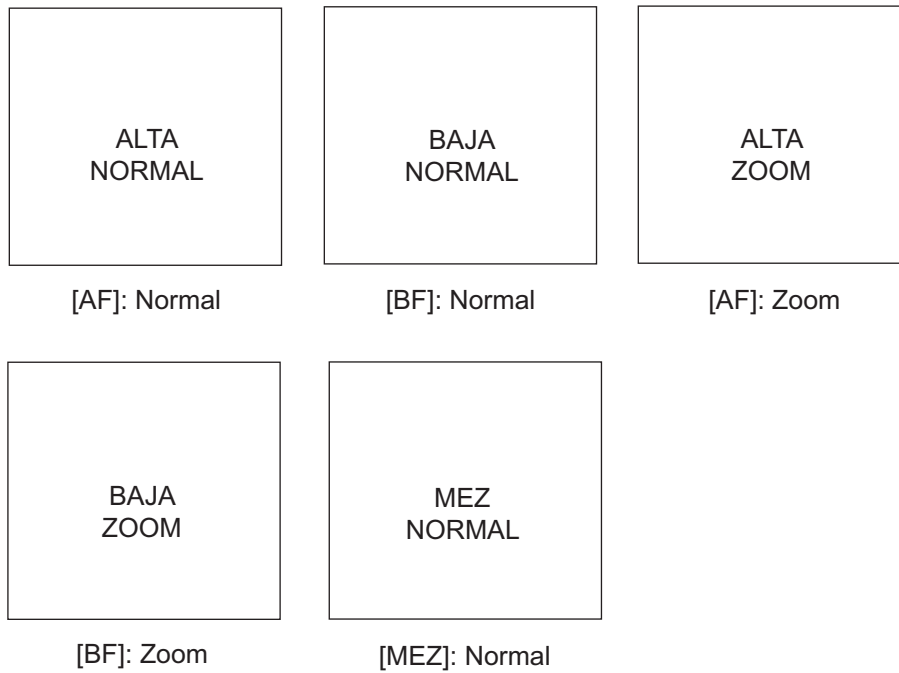 ALTA
NORMAL
BAJA
NORMAL
ALTA
ZOOM
[AF]: Normal
[BF]: Normal
[AF]: Zoom
BAJA
ZOOM
MEZ
NORMAL
[BF]: Zoom
[MEZ]: Normal